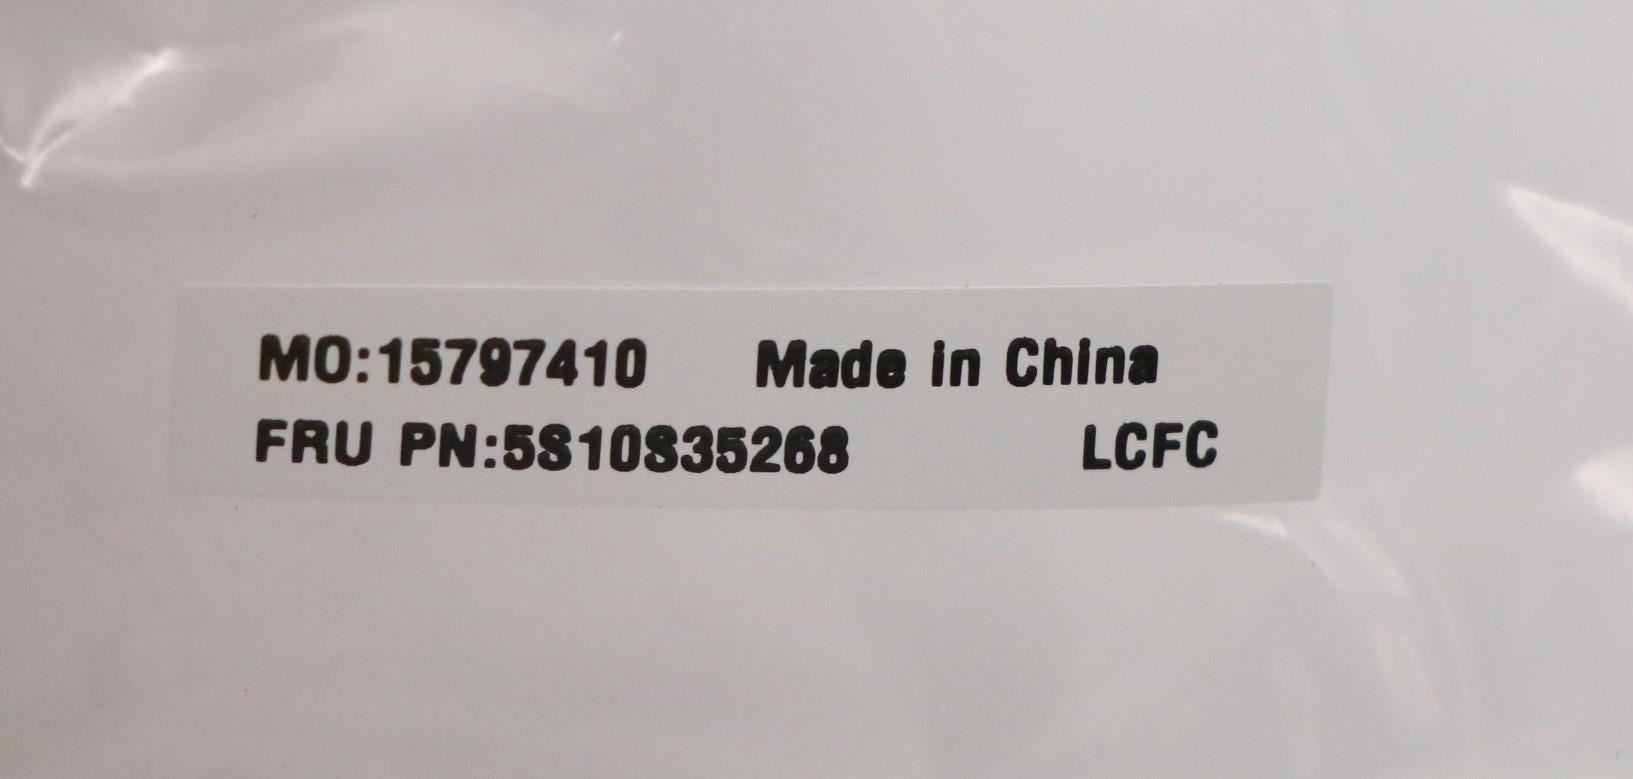 MO:15797410 Made in China
FRU PN:5S10S35268 LCFC